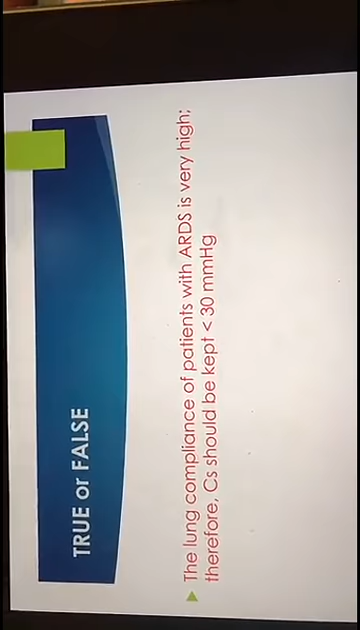 TRUE or FALSE
The lung compliance of patients with ARDS is very high;
therefore, Cs should be kept < 30 mmHg